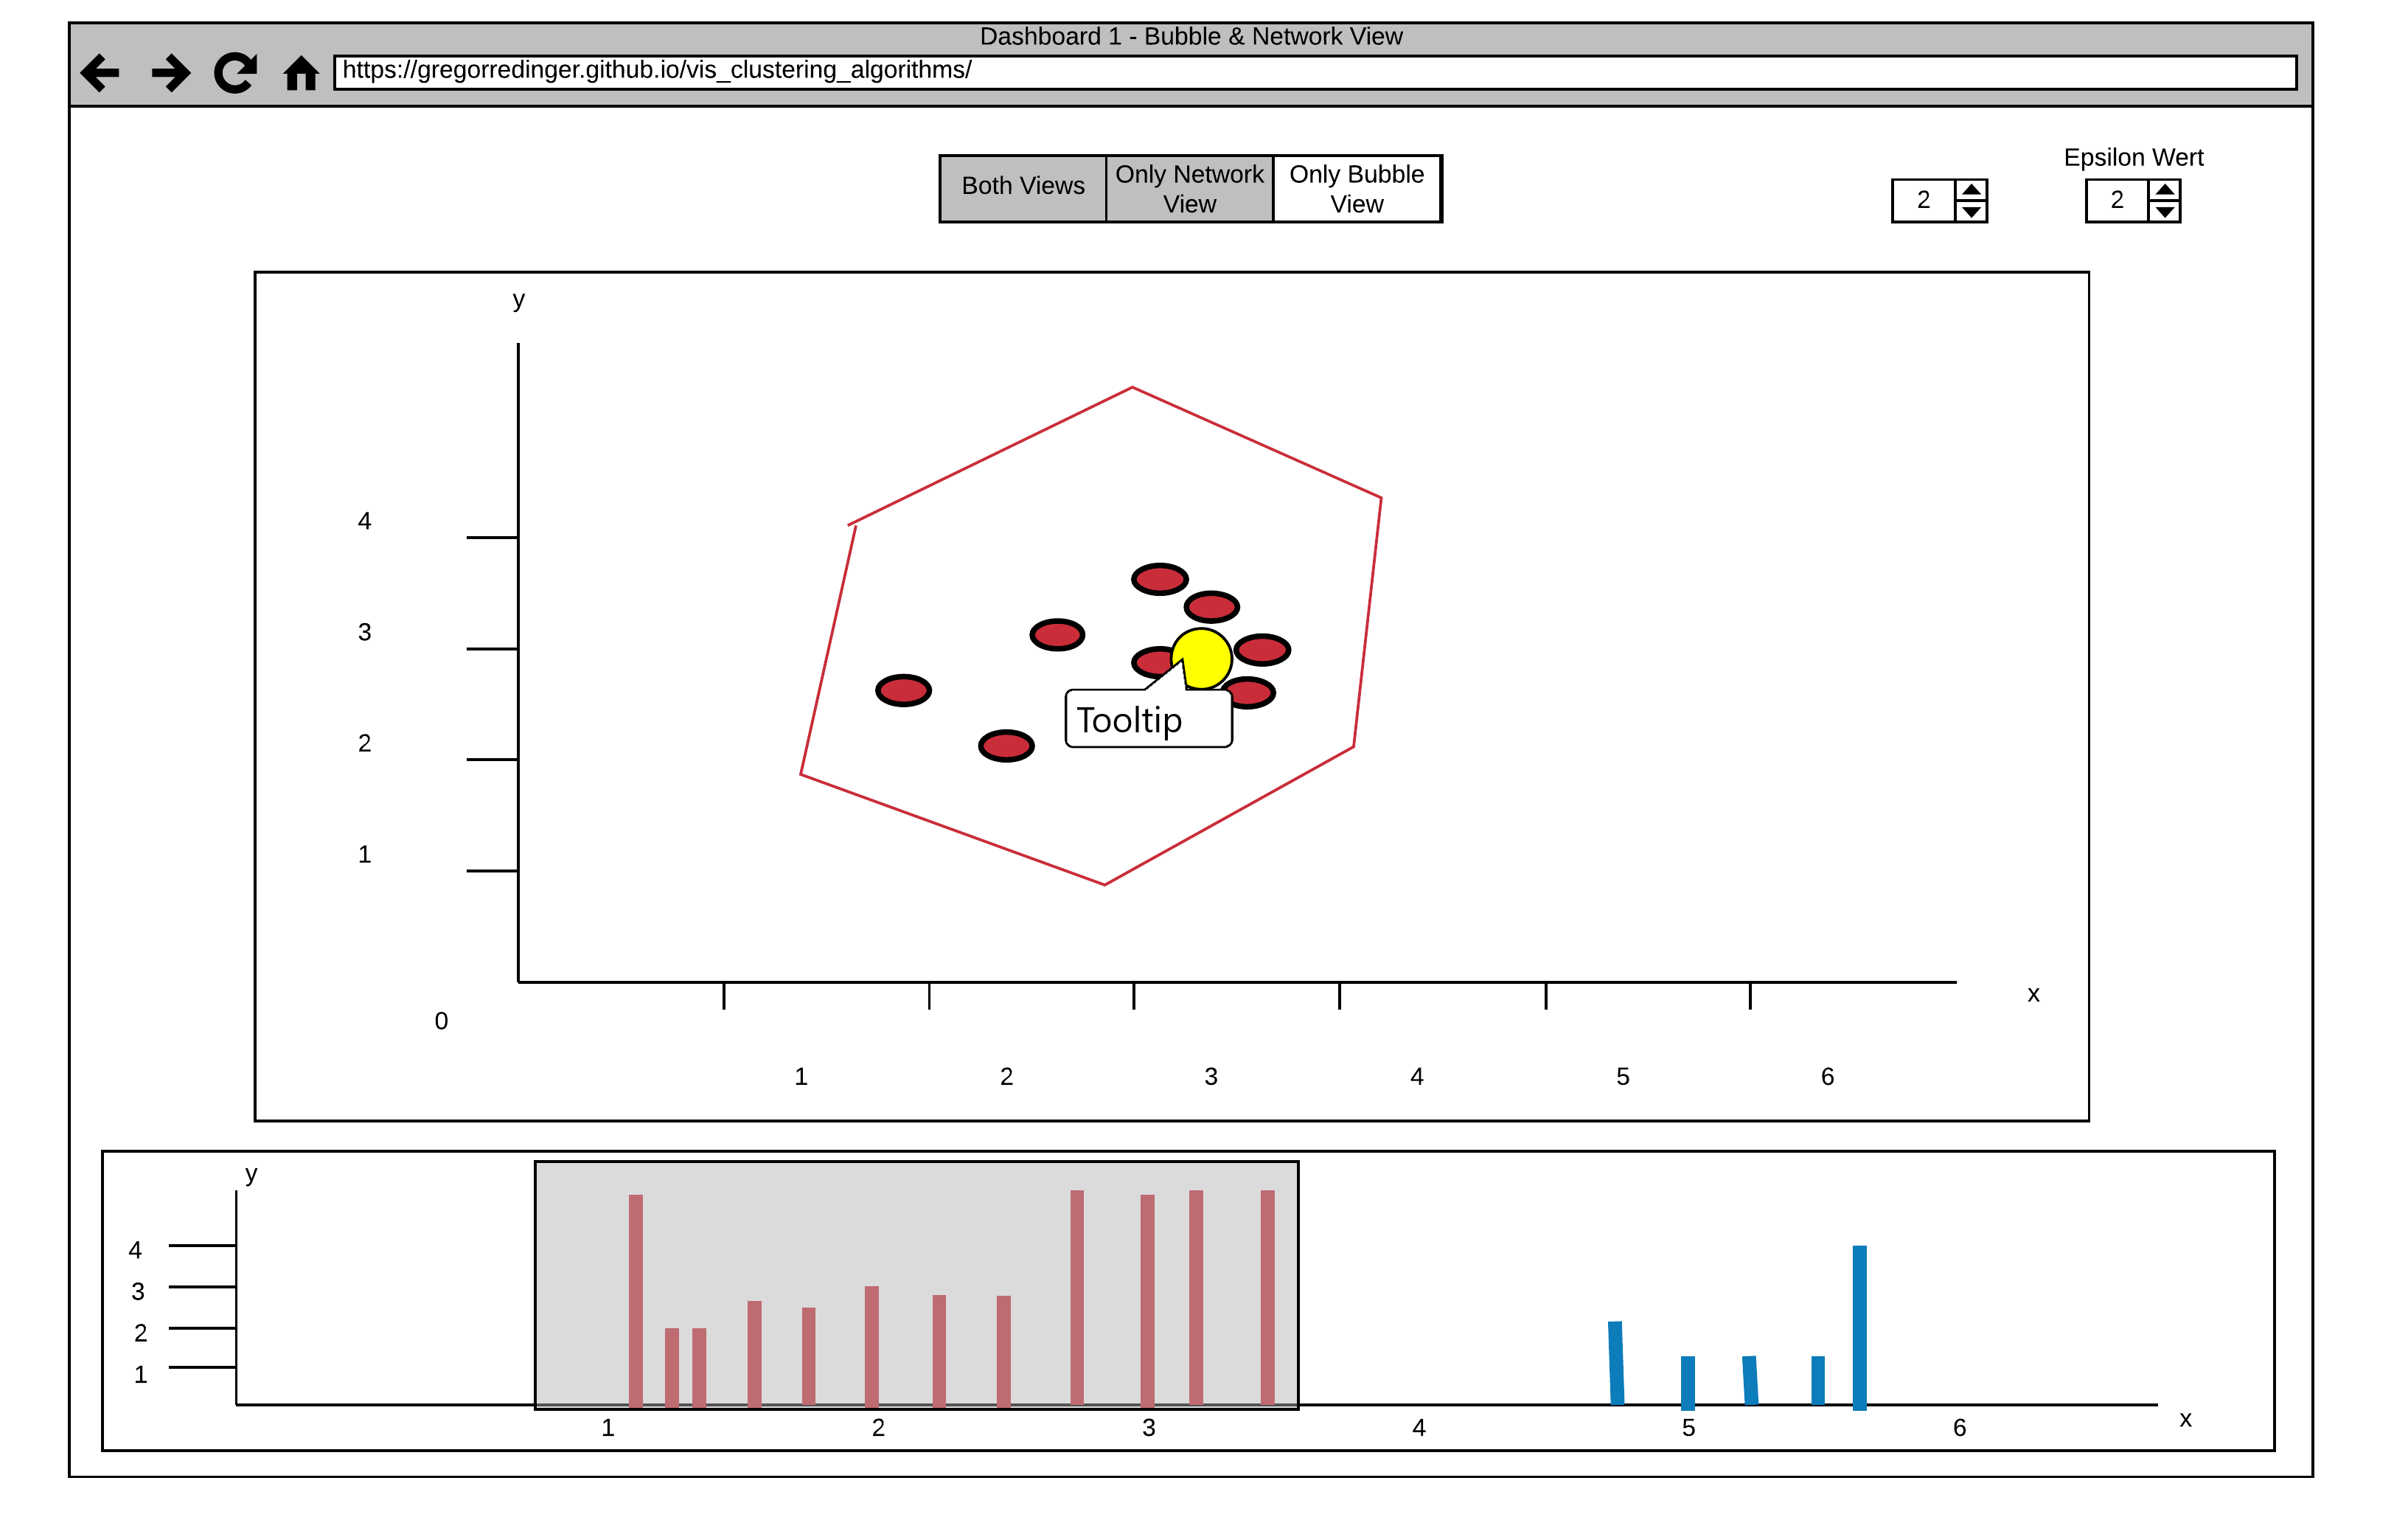 Dashboard 1 - Bubble & Network View
https://gregorredinger.github.io/vis_clustering_algorithms/
Both Views
Only Network
View
Only Bubble
View
2
Epsilon Wert
2
y
4
3
2
1
0
Tooltip
x
1 2 3 4 5 6
y
4
3
2
1
1 2 3 4 5 6
x